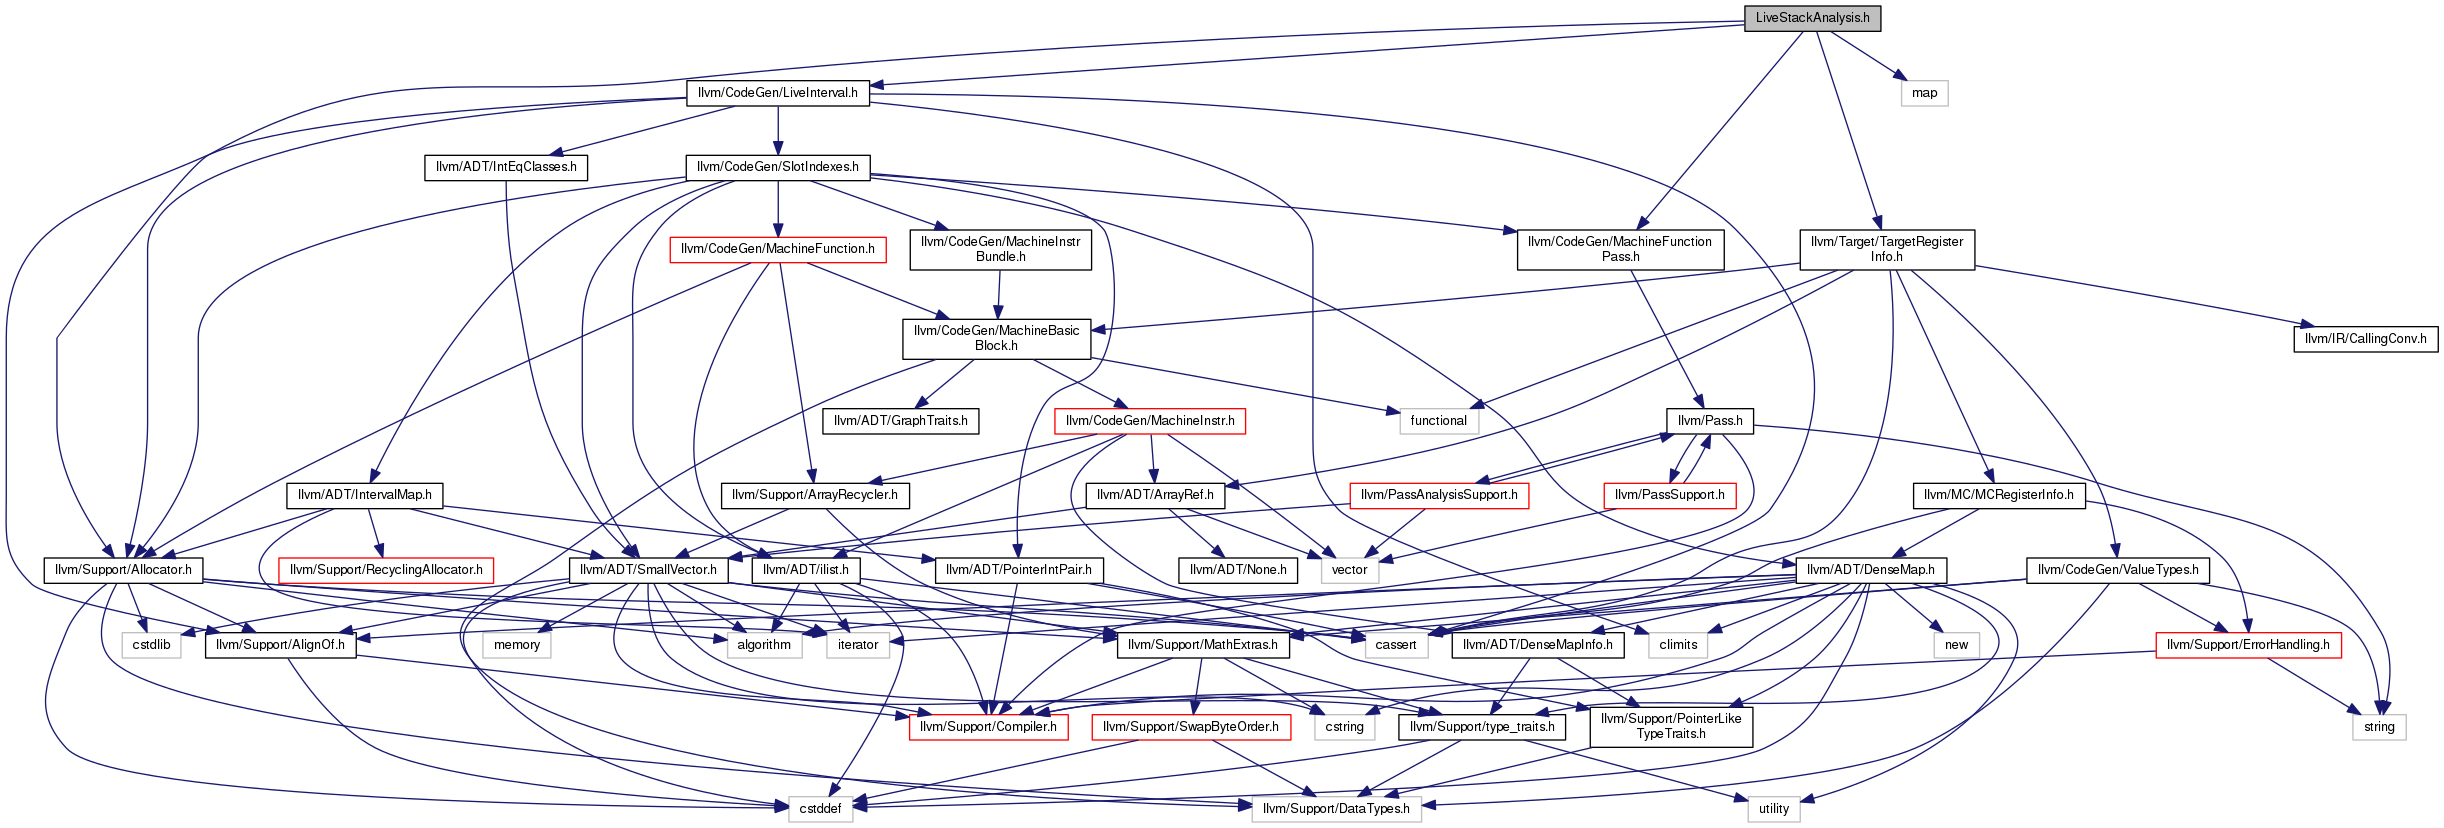 LiveStackAnalysis.h
llvm/CodeGen/LiveInterval.h
map
llvm/ADT/IntEqClasses.h
llvm/CodeGen/SlotIndexes.h
llvm/CodeGen/MachineFunction.h
llvm/CodeGen/MachineInstr
Bundle.h
llvm/CodeGen/MachineFunction
Pass.h
llvm/Target/TargetRegister
Info.h
llvm/CodeGen/MachineBasic
Block.h
llvm/IR/CallingConv.h
llvm/ADT/GraphTraits.h
llvm/CodeGen/MachineInstr.h
functional
llvm/Pass.h
llvm/ADT/IntervalMap.h
llvm/Support/ArrayRecycler.h
llvm/ADT/ArrayRef.h
llvm/PassAnalysisSupport.h
llvm/PassSupport.h
llvm/MC/MCRegisterInfo.h
llvm/Support/Allocator.h
llvm/Support/RecyclingAllocator.h
llvm/ADT/SmallVector.h
llvm/ADT/ilist.h
llvm/ADT/PointerIntPair.h
llvm/ADT/None.h
vector
llvm/ADT/DenseMap.h
llvm/CodeGen/ValueTypes.h
cstdlib
llvm/Support/AlignOf.h
memory
algorithm
iterator
llvm/Support/MathExtras.h
cassert
llvm/ADT/DenseMapInfo.h
climits
new
llvm/Support/ErrorHandling.h
llvm/Support/Compiler.h
llvm/Support/SwapByteOrder.h
cstring
llvm/Support/type_traits.h
llvm/Support/PointerLike
TypeTraits.h
string
cstddef
llvm/Support/DataTypes.h
utility